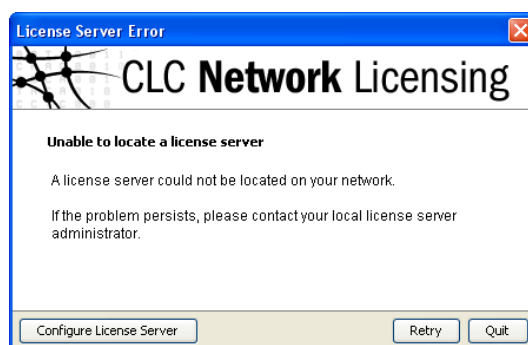 License Server Error
CLC Network Licensing
Unable to locate a license server
A license server could not be located on your network.
If the problem persists, please contact your local license server
administrator.
Configure License Server
Retry
Quit